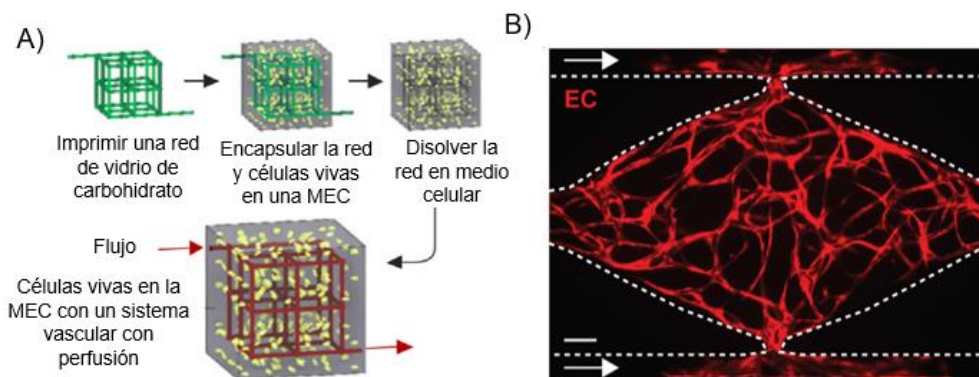 A)
Imprimir una red
de vidrio de
carbohidrato
Encapsular la red
y células vivas
en una MEC
Disolver la
red en medio
celular
Flujo
Células vivas en la
MEC con un sistema
vascular con
perfusión
B)
EC